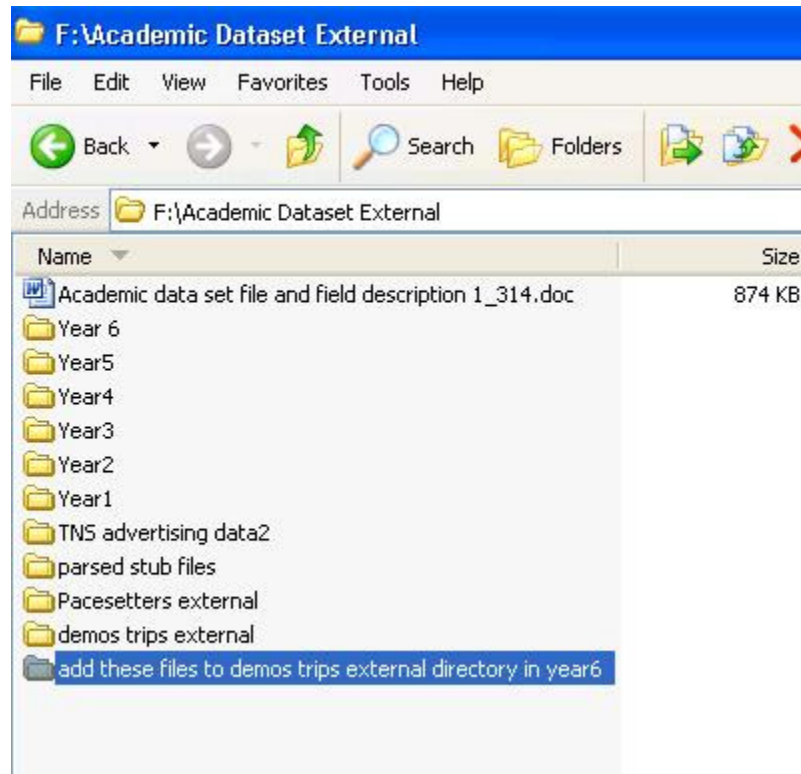 F:\Academic Dataset External
File Edit View Favorites Tools Help
Back Search Folders
Address F:\Academic Dataset External
Name Size
Academic data set file and field description 1_314.doc 874 KB
Year 6
Year5
Year4
Year3
Year2
Year1
TNS advertising data2
parsed stub files
Pacesetters external
demos trips external
add these files to demos trips external directory in year6